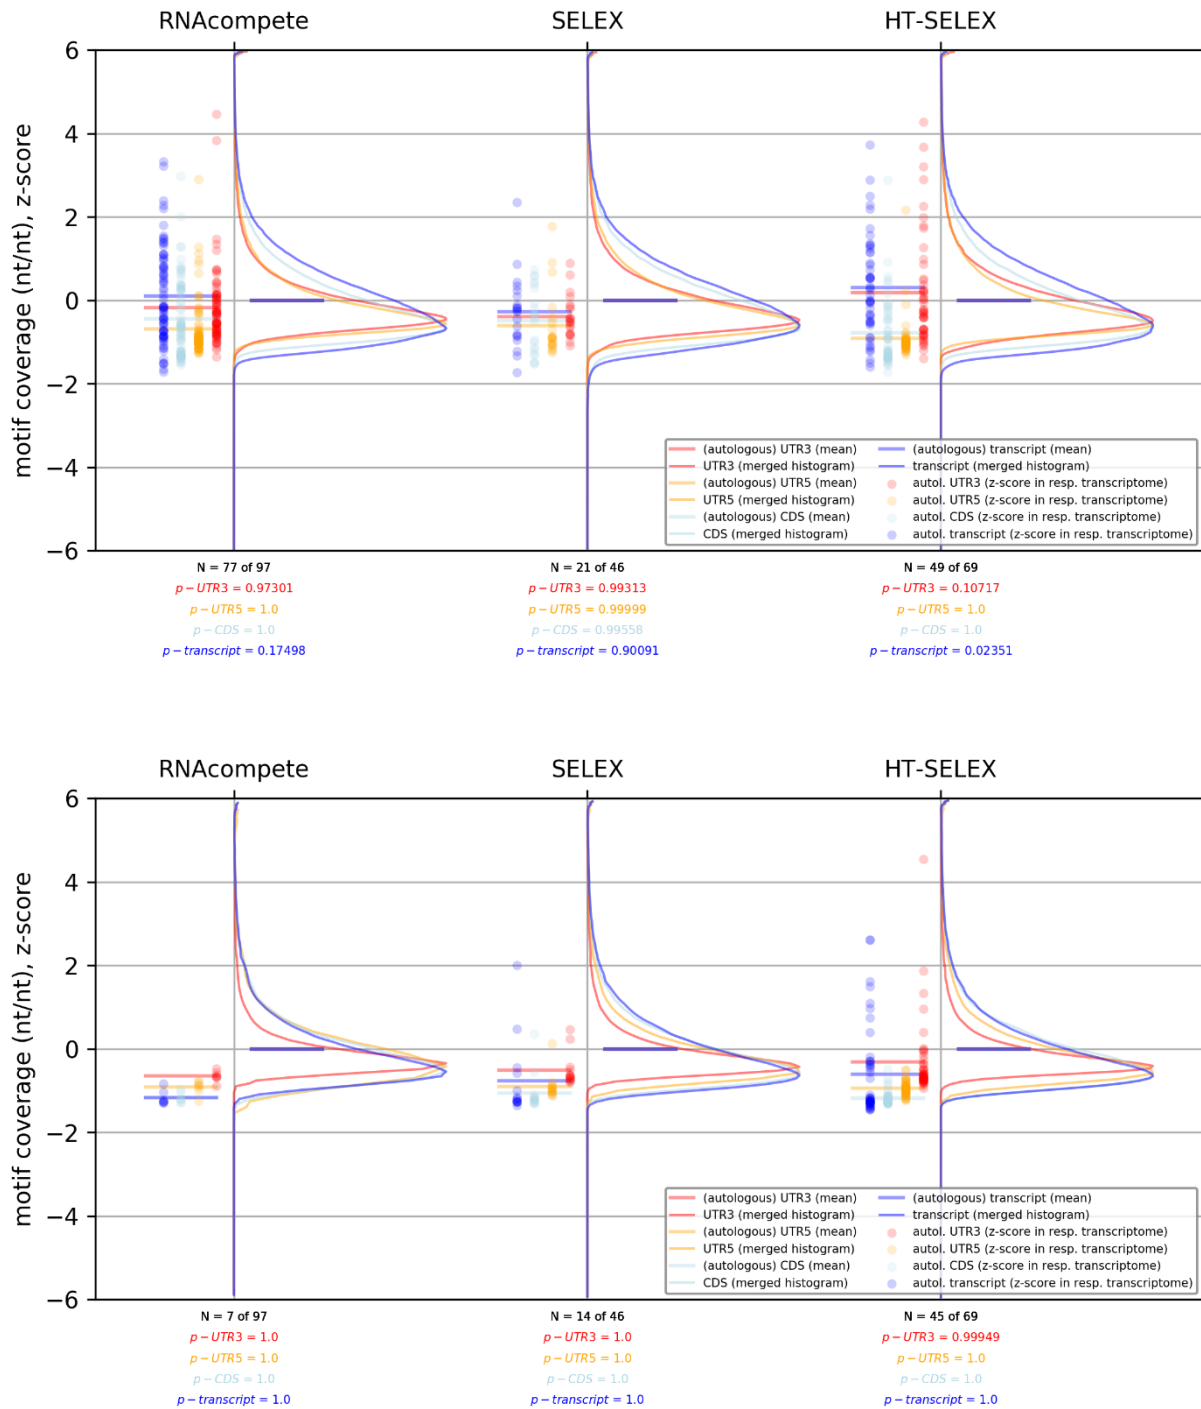 RNAcompete SELEX HT-SELEX
6
4
2
0
−2
−4
−6
motif coverage (nt/nt), z-score
(autologous) UTR3 (mean) (autologous) transcript (mean)
UTR3 (merged histogram) transcript (merged histogram)
(autologous) UTR5 (mean) autol. UTR3 (z-score in resp. transcriptome)
UTR5 (merged histogram) autol. UTR5 (z-score in resp. transcriptome)
(autologous) CDS (mean) autol. CDS (z-score in resp. transcriptome)
CDS (merged histogram) autol. transcript (z-score in resp. transcriptome)
N = 77 of 97 N = 21 of 46 N = 49 of 69
p − UTR3 = 0.97301 p − UTR3 = 0.99313 p − UTR3 = 0.10717
p − UTR5 = 1.0 p − UTR5 = 0.99999 p − UTR5 = 1.0
p − CDS = 1.0 p − CDS = 0.99558 p − CDS = 1.0
p − transcript = 0.17498 p − transcript = 0.90091 p − transcript = 0.02351
RNAcompete SELEX HT-SELEX
6
4
2
0
−2
−4
−6
motif coverage (nt/nt), z-score
(autologous) UTR3 (mean) (autologous) transcript (mean)
UTR3 (merged histogram) transcript (merged histogram)
(autologous) UTR5 (mean) autol. UTR3 (z-score in resp. transcriptome)
UTR5 (merged histogram) autol. UTR5 (z-score in resp. transcriptome)
(autologous) CDS (mean) autol. CDS (z-score in resp. transcriptome)
CDS (merged histogram) autol. transcript (z-score in resp. transcriptome)
N = 7 of 97 N = 14 of 46 N = 45 of 69
p − UTR3 = 1.0 p − UTR3 = 1.0 p − UTR3 = 0.99949
p − UTR5 = 1.0 p − UTR5 = 1.0 p − UTR5 = 1.0
p − CDS = 1.0 p − CDS = 1.0 p − CDS = 1.0
p − transcript = 1.0 p − transcript = 1.0 p − transcript = 1.0